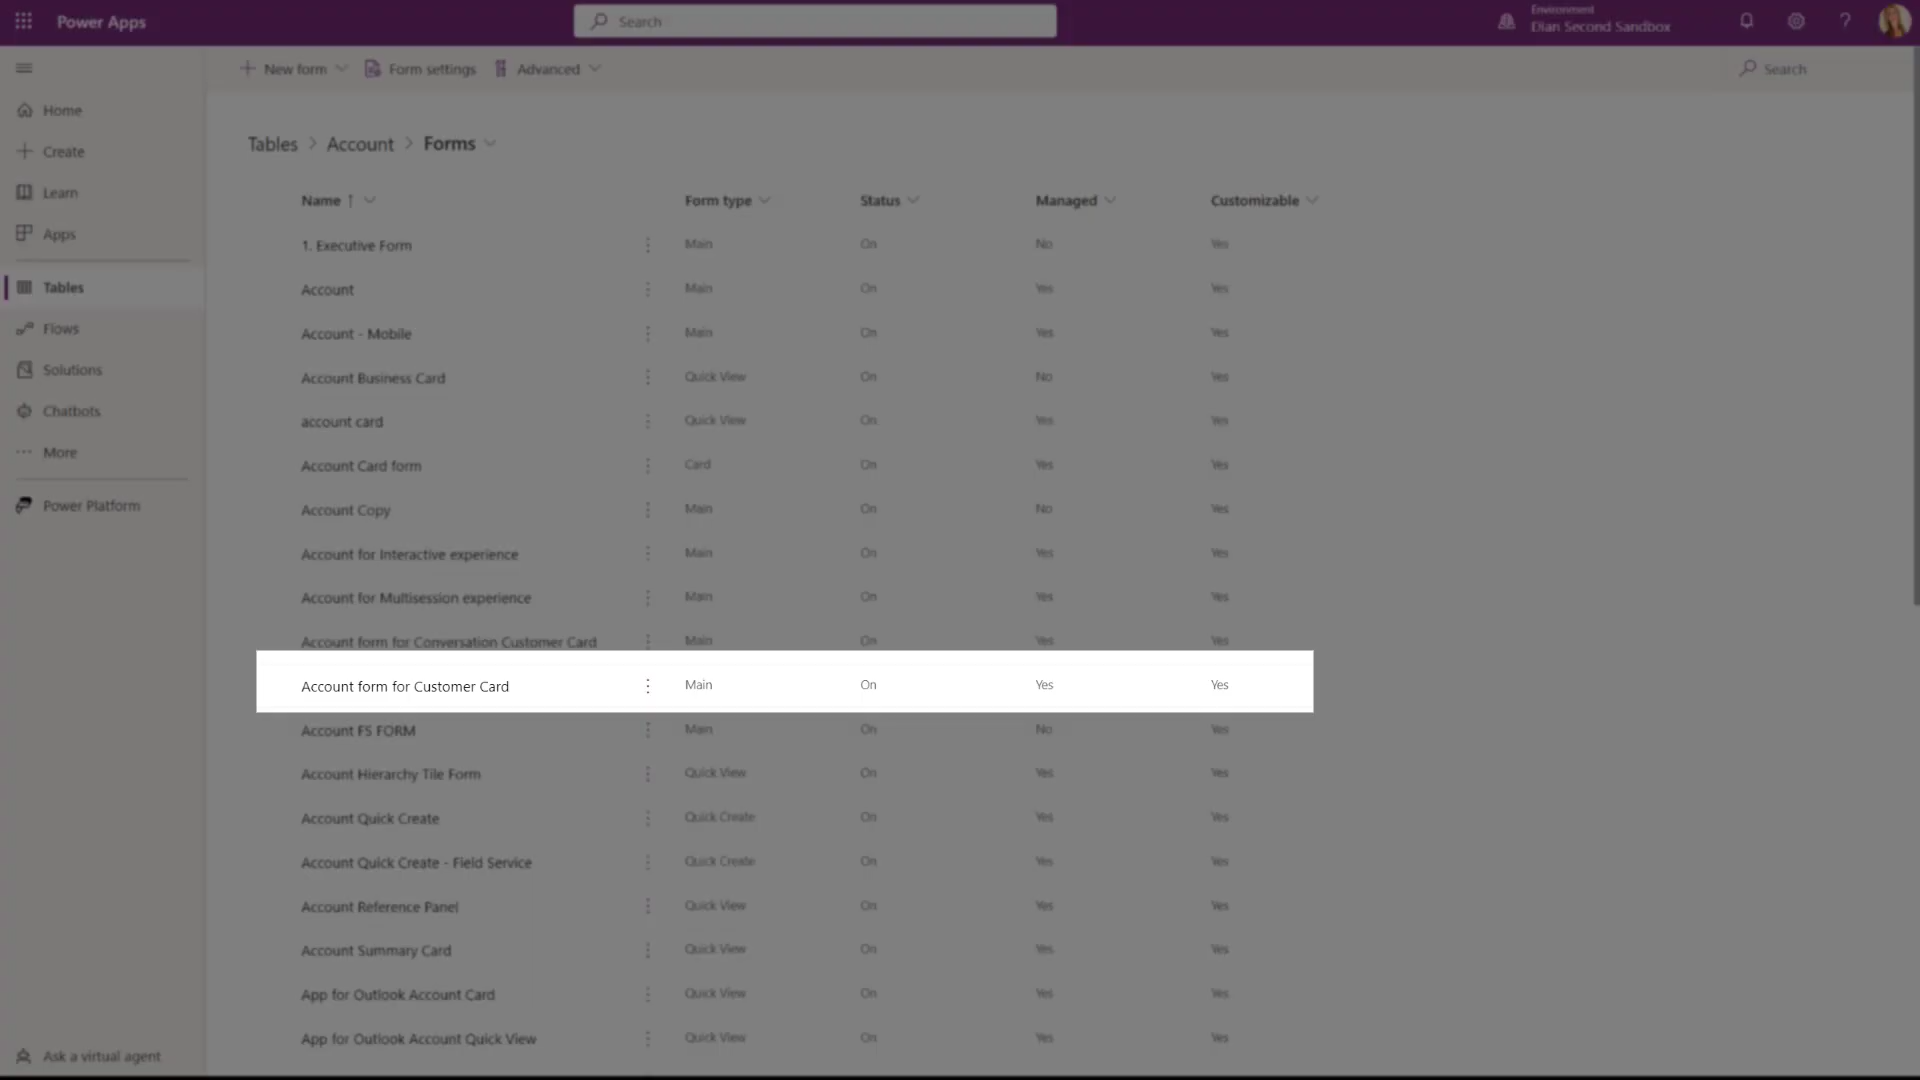 Power Apps
Search
Environment
Dian Second Sandbox
?
New form
Form settings
Advanced
Search
Home
Create
Learn
Apps
Tables
Flows
Solutions
Chatbots
More
Power Platform
Ask a virtual agent
Tables > Account > Forms
Name ↑ Form type Status Managed Customizable
1. Executive Form Main On No Yes
Account Main On Yes Yes
Account - Mobile Main On Yes Yes
Account Business Card Quick View On No Yes
account card Quick View On Yes Yes
Account Card form Card On Yes Yes
Account Copy Main On No Yes
Account for Interactive experience Main On Yes Yes
Account for Multisession experience Main On Yes Yes
Account form for Conversation Customer Card Main On Yes Yes
Account form for Customer Card Main On Yes Yes
Account FS FORM Main On No Yes
Account Hierarchy Tile Form Quick View On Yes Yes
Account Quick Create Quick Create On Yes Yes
Account Quick Create - Field Service Quick Create On Yes Yes
Account Reference Panel Quick View On Yes Yes
Account Summary Card Quick View On Yes Yes
App for Outlook Account Card Quick View On Yes Yes
App for Outlook Account Quick View Quick View On Yes Yes